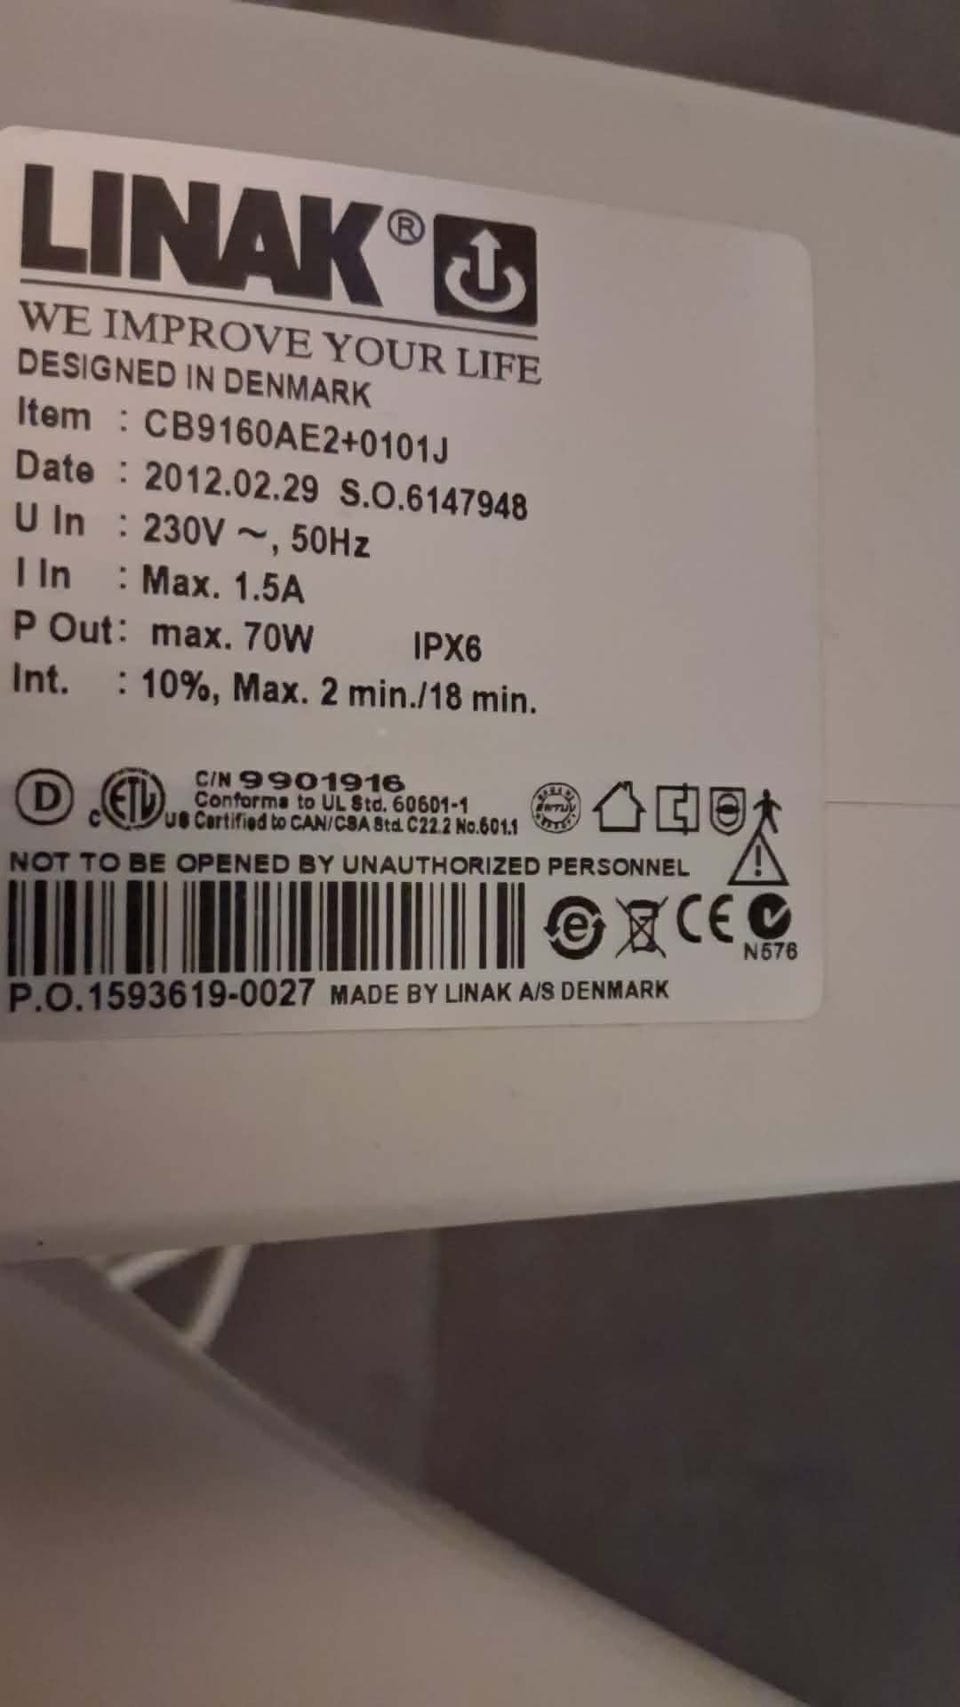 LINAK®
WE IMPROVE YOUR LIFE
DESIGNED IN DENMARK
Item : CB9160AE2+0101J
Date : 2012.02.29 S.O.6147948
U In : 230V ~, 50Hz
I In : Max. 1.5A
P Out: max. 70W IPX6
Int. : 10%, Max. 2 min./18 min.
D c ETL us C/N 9901916
Conforms to UL Std. 60601-1
Certified to CAN/CSA Std. C22.2 No.601.1
NOT TO BE OPENED BY UNAUTHORIZED PERSONNEL
e CE N576
P.O.1593619-0027 MADE BY LINAK A/S DENMARK